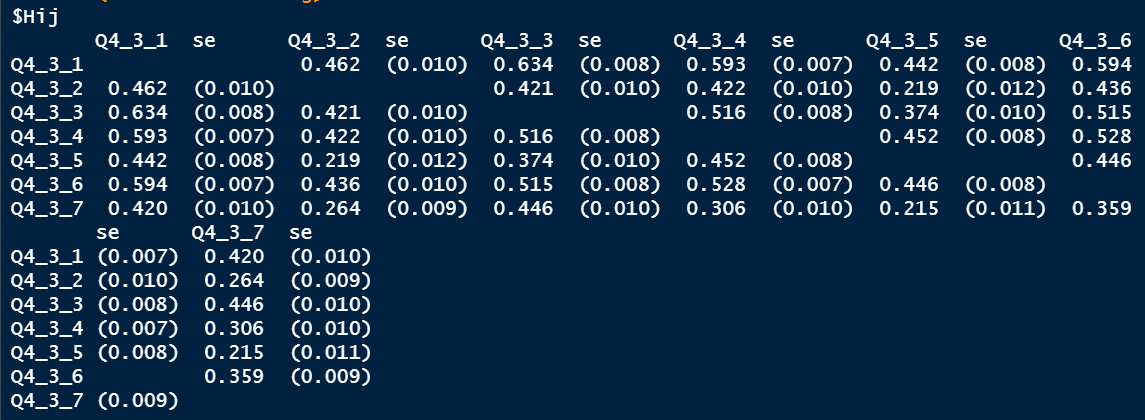 $Hij
       Q4_3_1  se      Q4_3_2  se      Q4_3_3  se      Q4_3_4  se      Q4_3_5  se      Q4_3_6
Q4_3_1                  0.462  (0.010)  0.634  (0.008)  0.593  (0.007)  0.442  (0.008)  0.594
Q4_3_2  0.462  (0.010)                  0.421  (0.010)  0.422  (0.010)  0.219  (0.012)  0.436
Q4_3_3  0.634  (0.008)  0.421  (0.010)                  0.516  (0.008)  0.374  (0.010)  0.515
Q4_3_4  0.593  (0.007)  0.422  (0.010)  0.516  (0.008)                  0.452  (0.008)  0.528
Q4_3_5  0.442  (0.008)  0.219  (0.012)  0.374  (0.010)  0.452  (0.008)                  0.446
Q4_3_6  0.594  (0.007)  0.436  (0.010)  0.515  (0.008)  0.528  (0.007)  0.446  (0.008)
Q4_3_7  0.420  (0.010)  0.264  (0.009)  0.446  (0.010)  0.306  (0.010)  0.215  (0.011)  0.359
       se      Q4_3_7  se
Q4_3_1 (0.007)  0.420  (0.010)
Q4_3_2 (0.010)  0.264  (0.009)
Q4_3_3 (0.008)  0.446  (0.010)
Q4_3_4 (0.007)  0.306  (0.010)
Q4_3_5 (0.008)  0.215  (0.011)
Q4_3_6          0.359  (0.009)
Q4_3_7 (0.009)